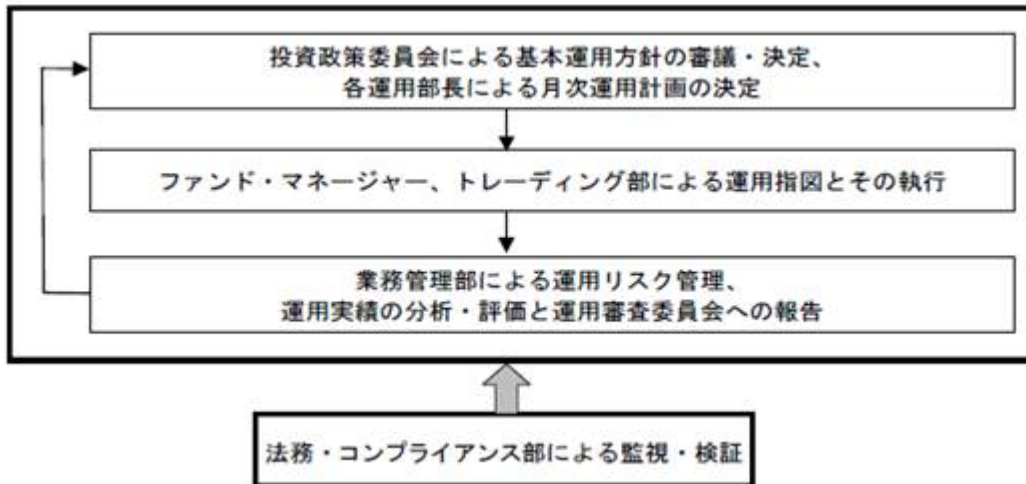 投資政策委員会による基本運用方針の審議・決定、
各運用部長による月次運用計画の決定
ファンド・マネージャー、トレーディング部による運用指図とその執行
業務管理部による運用リスク管理、
運用実績の分析・評価と運用審査委員会への報告
法務・コンプライアンス部による監視・検証